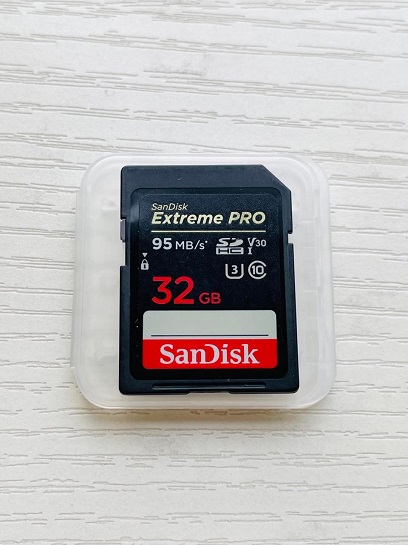 SanDisk
Extreme PRO
95 MB/s* SD HC V30 I
3 10
32 GB
SanDisk